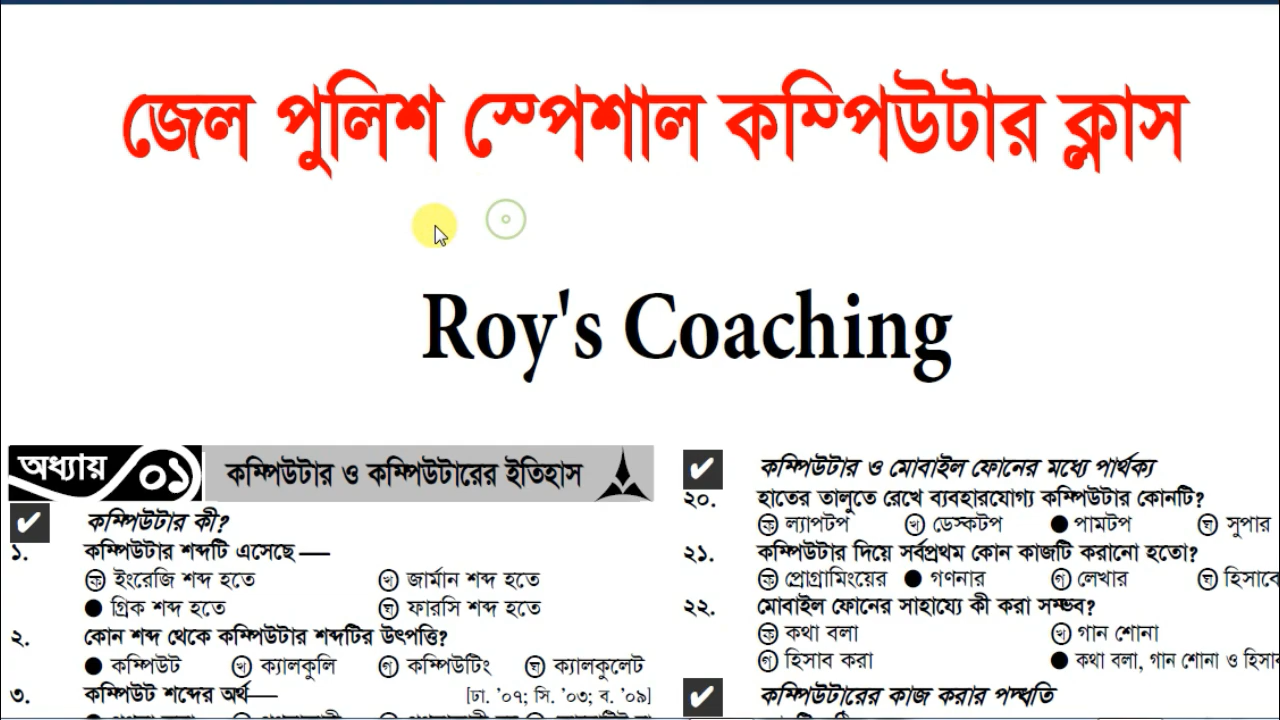 জেল পুলিশ স্পেশাল কম্পিউটার ক্লাস
Roy's Coaching
অধ্যায় ০১ কম্পিউটার ও কম্পিউটারের ইতিহাস
✔ কম্পিউটার কী?
১. কম্পিউটার শব্দটি এসেছে —
ক ইংরেজি শব্দ হতে খ জার্মান শব্দ হতে
● গ্রিক শব্দ হতে ঘ ফারসি শব্দ হতে
২. কোন শব্দ থেকে কম্পিউটার শব্দটির উৎপত্তি?
● কম্পিউট খ ক্যালকুলি গ কম্পিউটিং ঘ ক্যালকুলেট
৩. কম্পিউট শব্দের অর্থ— [ঢা. '০৭; সি. '০৩; ব. '০৯]
✔ কম্পিউটার ও মোবাইল ফোনের মধ্যে পার্থক্য
২০. হাতের তালুতে রেখে ব্যবহারযোগ্য কম্পিউটার কোনটি?
ক ল্যাপটপ খ ডেস্কটপ ● পামটপ ঘ সুপার
২১. কম্পিউটার দিয়ে সর্বপ্রথম কোন কাজটি করানো হতো?
ক প্রোগ্রামিংয়ের ● গণনার গ লেখার ঘ হিসাবে
২২. মোবাইল ফোনের সাহায্যে কী করা সম্ভব?
ক কথা বলা খ গান শোনা
গ হিসাব করা ● কথা বলা, গান শোনা ও হিসা
✔ কম্পিউটারের কাজ করার পদ্ধতি